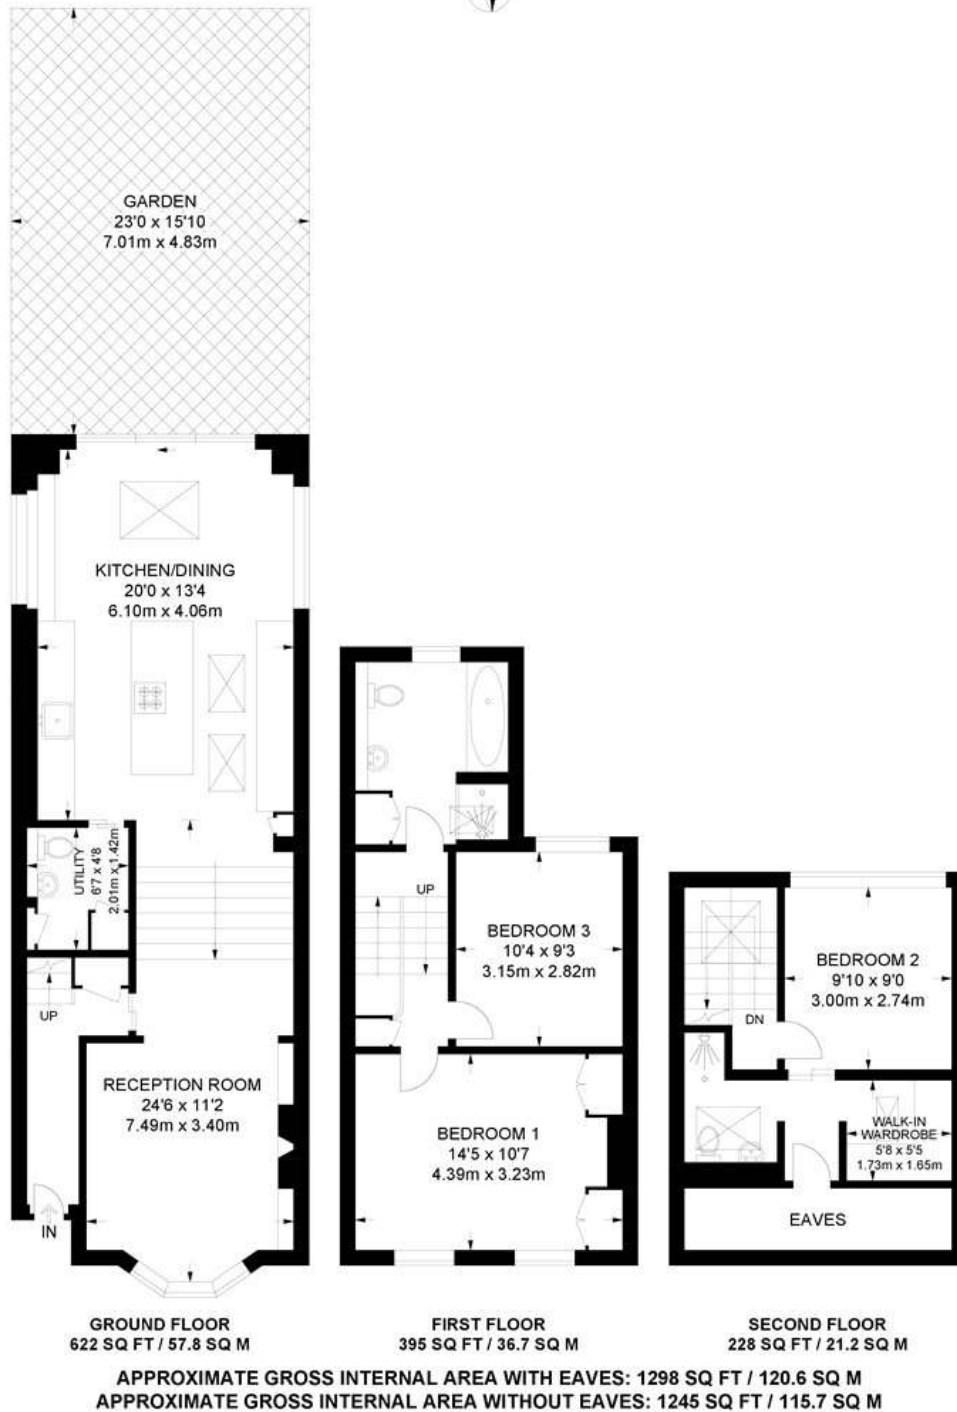 GARDEN
23'0 x 15'10
7.01m x 4.83m
KITCHEN/DINING
20'0 x 13'4
6.10m x 4.06m
UTILITY
6'7 x 4'8
2.01m x 1.42m
UP
RECEPTION ROOM
24'6 x 11'2
7.49m x 3.40m
IN
UP
BEDROOM 3
10'4 x 9'3
3.15m x 2.82m
BEDROOM 1
14'5 x 10'7
4.39m x 3.23m
BEDROOM 2
9'10 x 9'0
3.00m x 2.74m
DN
WALK-IN
WARDROBE
5'8 x 5'5
1.73m x 1.65m
EAVES
GROUND FLOOR
622 SQ FT / 57.8 SQ M
FIRST FLOOR
395 SQ FT / 36.7 SQ M
SECOND FLOOR
228 SQ FT / 21.2 SQ M
APPROXIMATE GROSS INTERNAL AREA WITH EAVES: 1298 SQ FT / 120.6 SQ M
APPROXIMATE GROSS INTERNAL AREA WITHOUT EAVES: 1245 SQ FT / 115.7 SQ M